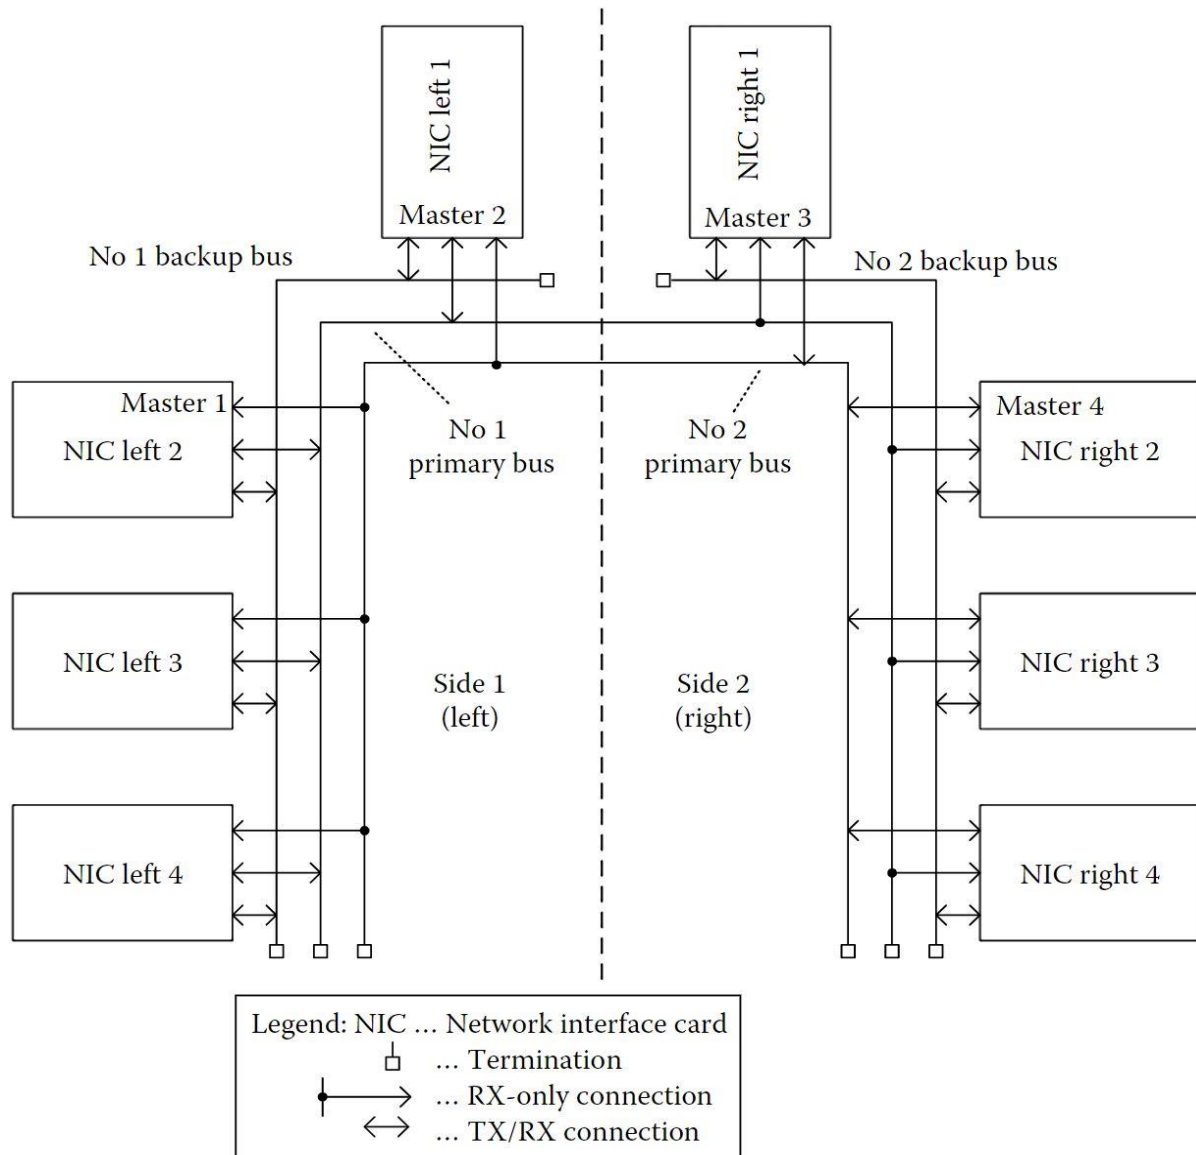 NIC left 1
Master 2
NIC right 1
Master 3
No 1 backup bus
No 2 backup bus
Master 1
NIC left 2
No 1
primary bus
No 2
primary bus
Master 4
NIC right 2
NIC left 3
Side 1
(left)
Side 2
(right)
NIC right 3
NIC left 4
NIC right 4
Legend: NIC ... Network interface card
... Termination
... RX-only connection
... TX/RX connection